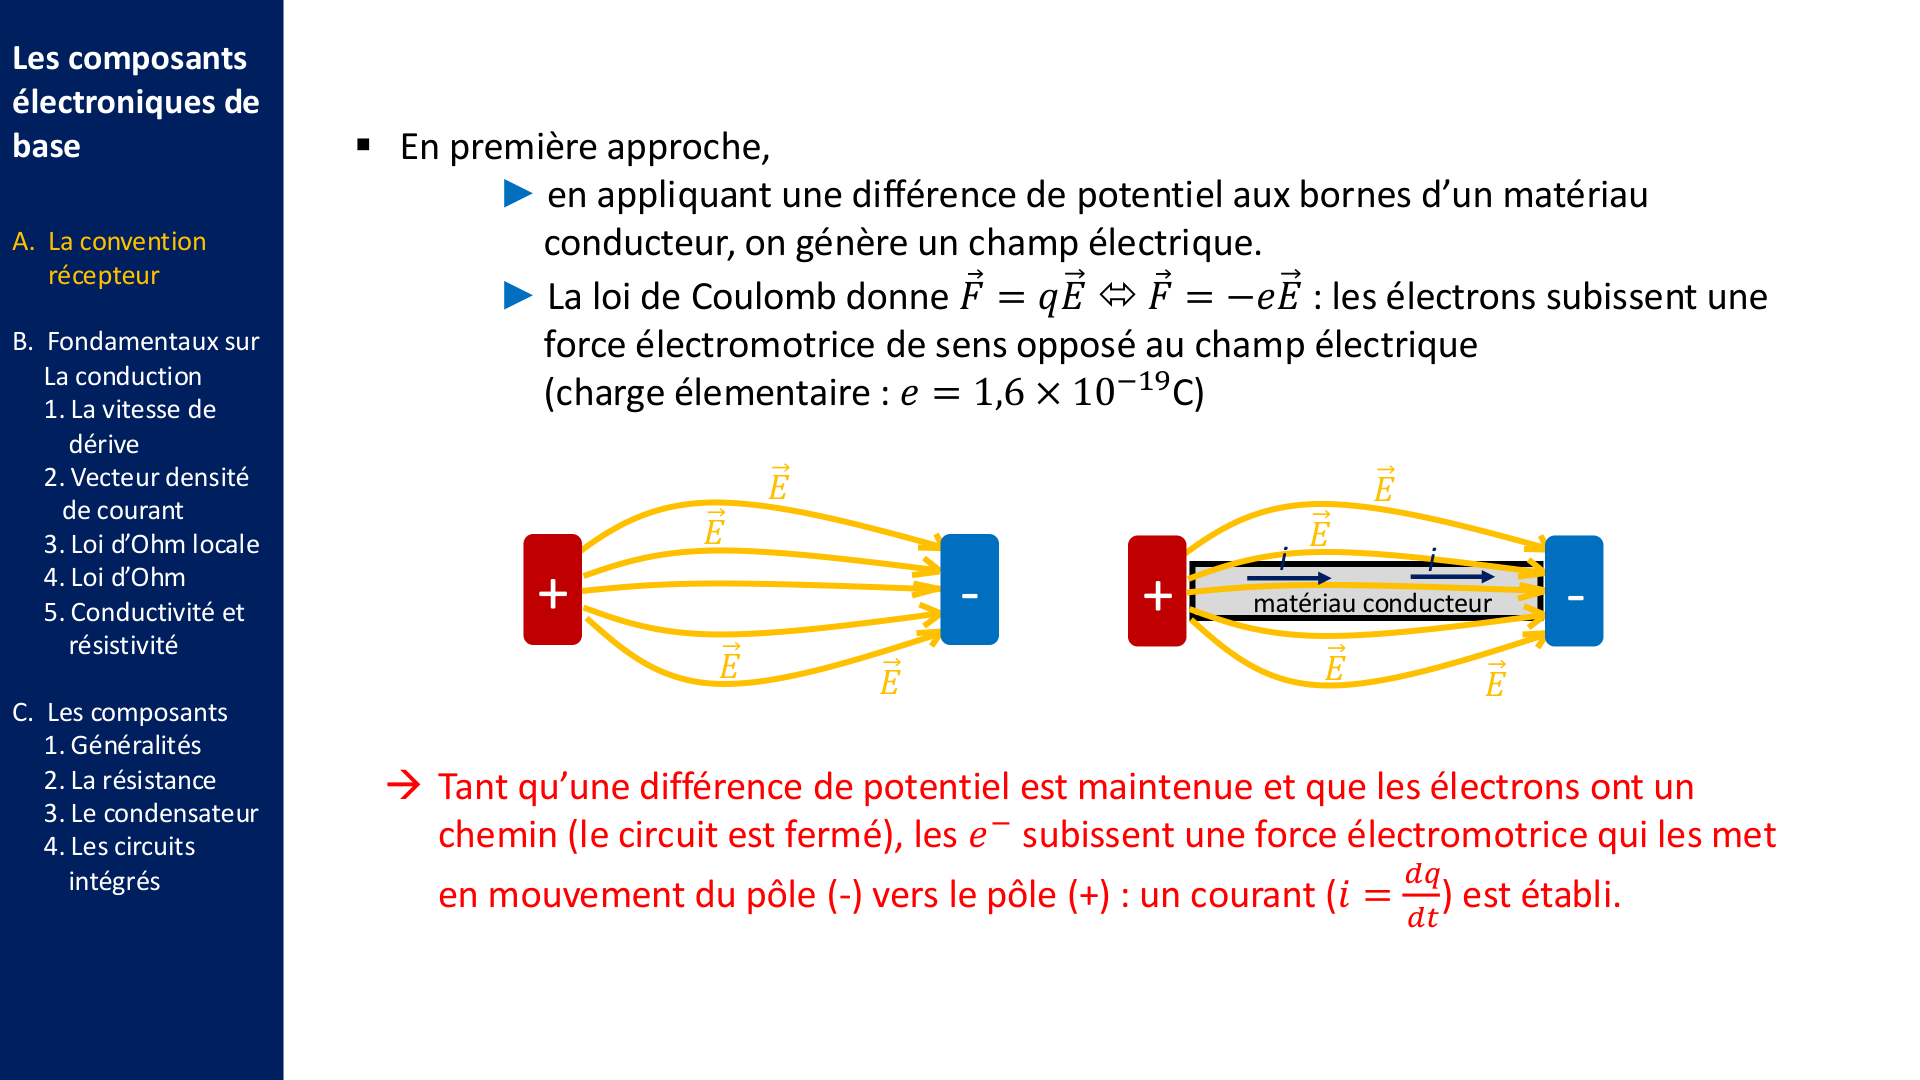 Les composants
électroniques de
base
A. La convention
récepteur
B. Fondamentaux sur
La conduction
1. La vitesse de
dérive
2. Vecteur densité
de courant
3. Loi d’Ohm locale
4. Loi d’Ohm
5. Conductivité et
résistivité
C. Les composants
1. Généralités
2. La résistance
3. Le condensateur
4. Les circuits
intégrés
▪ En première approche,
► en appliquant une différence de potentiel aux bornes d’un matériau
conducteur, on génère un champ électrique.
► La loi de Coulomb donne $\vec{F} = q\vec{E} ⬄ \vec{F} = -e\vec{E}$ : les électrons subissent une
force électromotrice de sens opposé au champ électrique
(charge élementaire : $e = 1,6 \times 10^{-19}$C)
$\vec{E}$
$\vec{E}$
+
-
$\vec{E}$
$\vec{E}$
$\vec{E}$
$\vec{E}$
i
i
+
matériau conducteur
-
$\vec{E}$
$\vec{E}$
→ Tant qu’une différence de potentiel est maintenue et que les électrons ont un
chemin (le circuit est fermé), les $e^-$ subissent une force électromotrice qui les met
en mouvement du pôle (-) vers le pôle (+) : un courant ($i = \frac{dq}{dt}$) est établi.